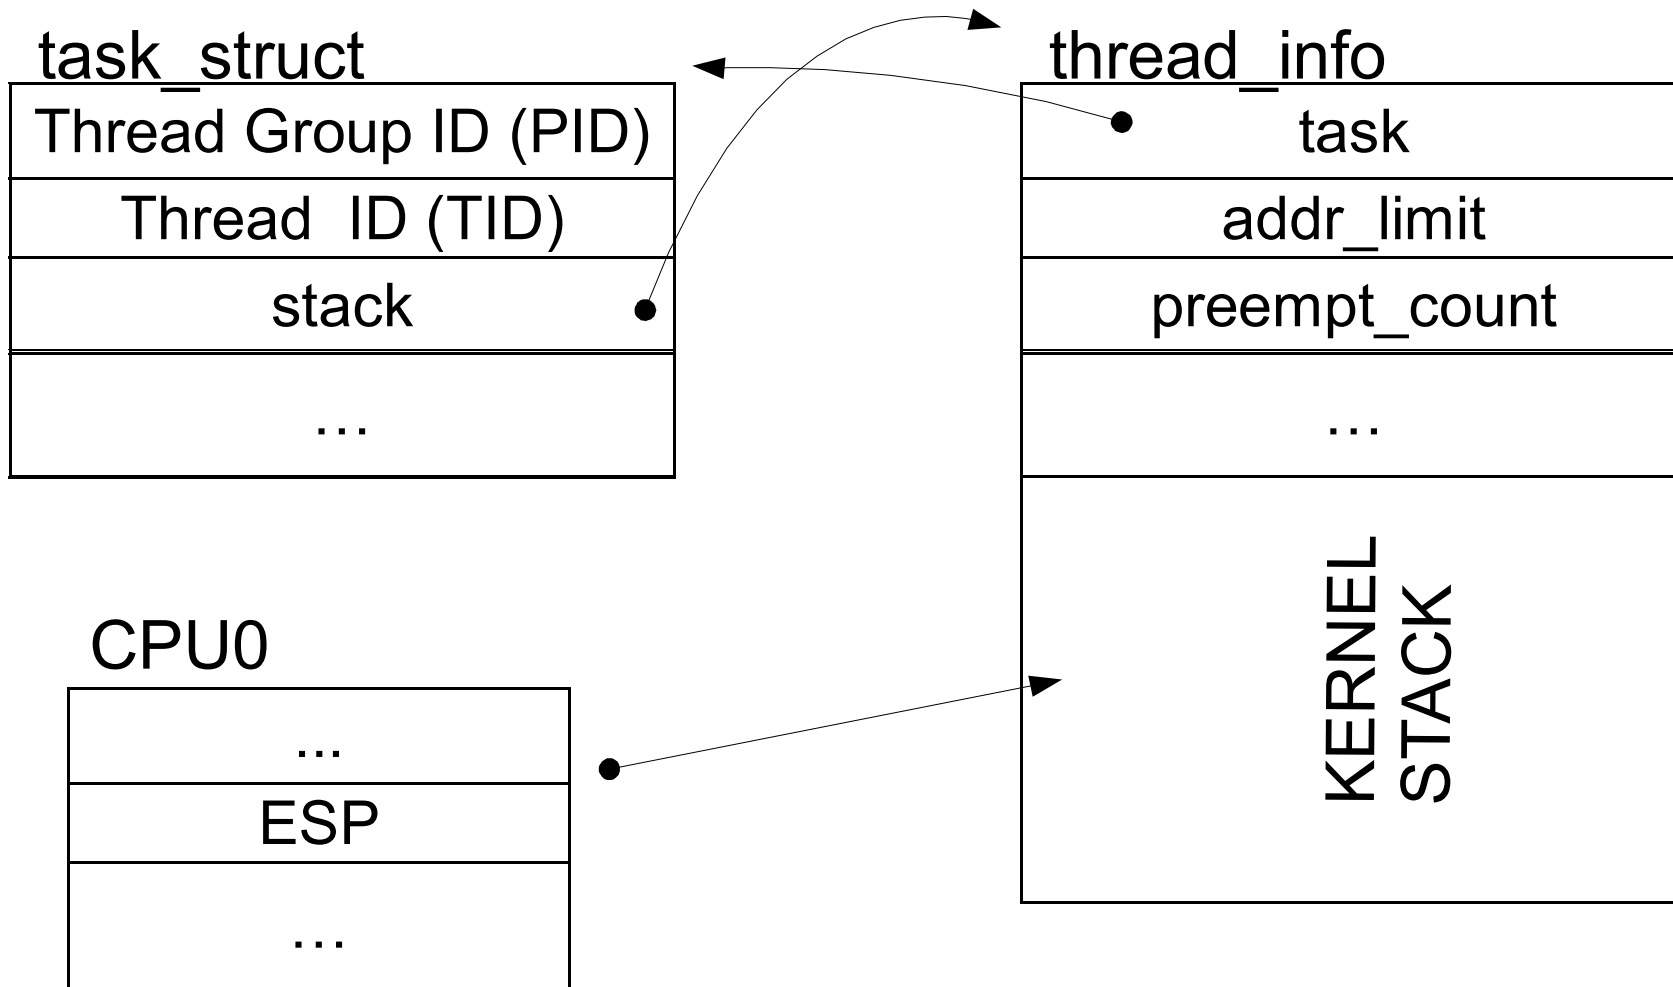 task_struct
Thread Group ID (PID)
Thread ID (TID)
stack
…
thread_info
task
addr_limit
preempt_count
…
KERNEL
STACK
CPU0
...
ESP
…